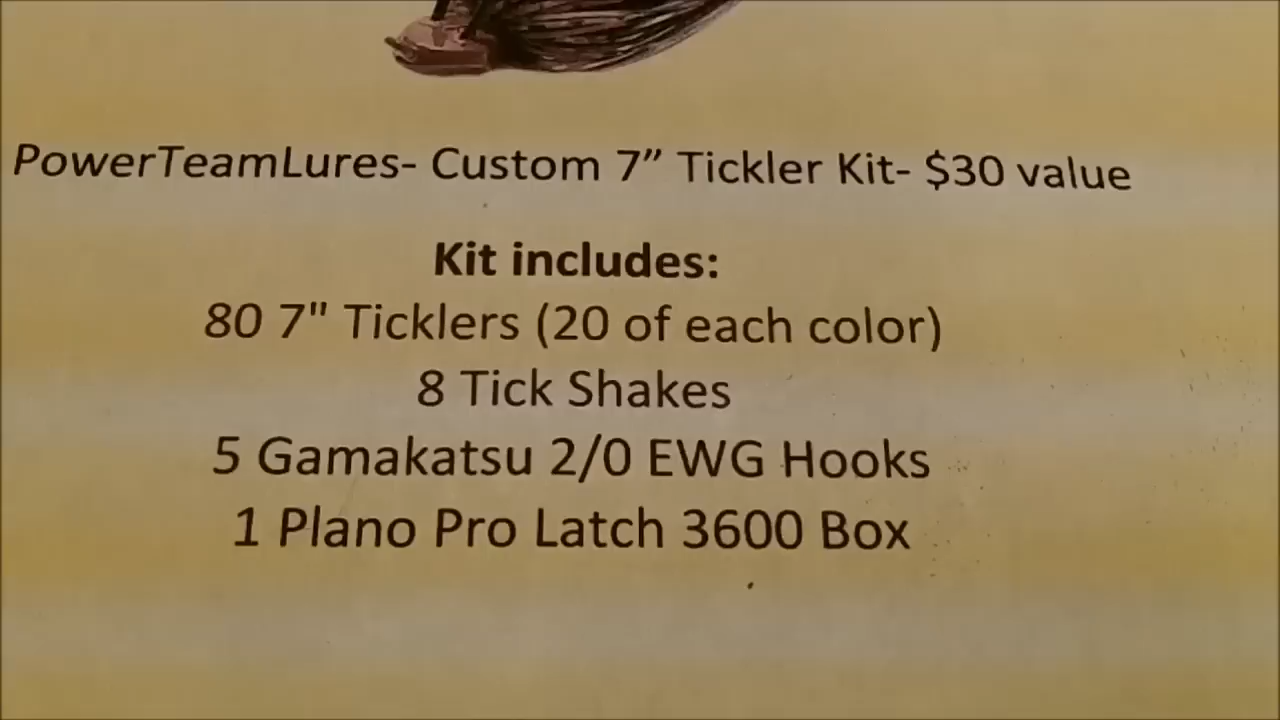 PowerTeamLures- Custom 7” Tickler Kit- $30 value
Kit includes:
80 7" Ticklers (20 of each color)
8 Tick Shakes
5 Gamakatsu 2/0 EWG Hooks
1 Plano Pro Latch 3600 Box